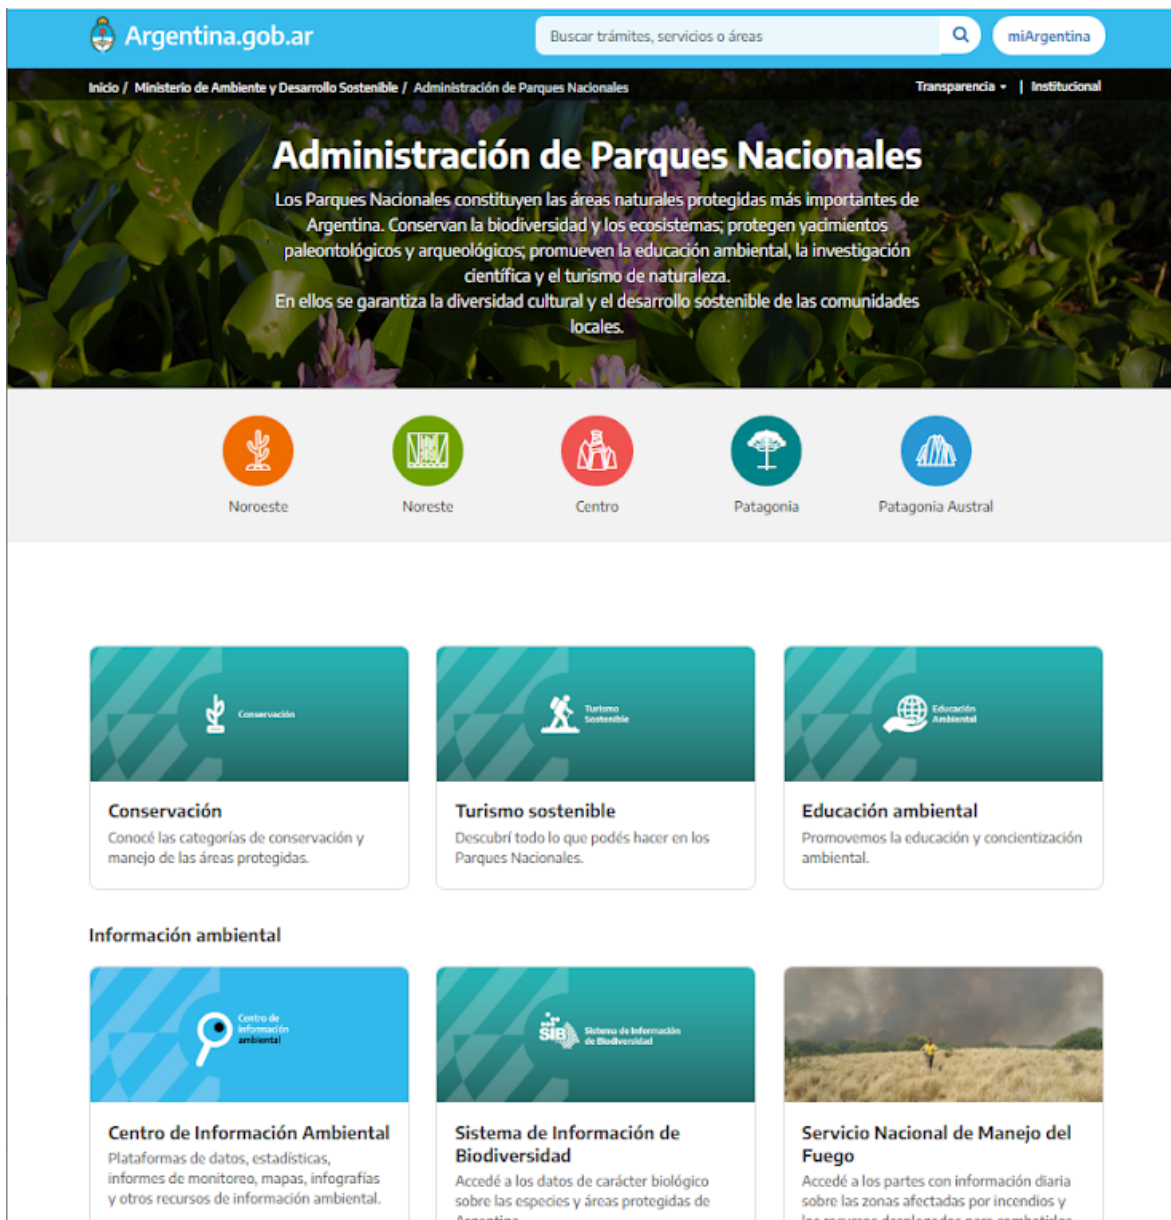 Argentina.gob.ar
Buscar trámites, servicios o áreas
miArgentina
Inicio / Ministerio de Ambiente y Desarrollo Sostenible / Administración de Parques Nacionales
Transparencia | Institucional
Administración de Parques Nacionales
Los Parques Nacionales constituyen las áreas naturales protegidas más importantes de
Argentina. Conservan la biodiversidad y los ecosistemas; protegen yacimientos
paleontológicos y arqueológicos; promueven la educación ambiental, la investigación
científica y el turismo de naturaleza.
En ellos se garantiza la diversidad cultural y el desarrollo sostenible de las comunidades
locales.
Noroeste
Noreste
Centro
Patagonia
Patagonia Austral
Conservación
Turismo
Sostenible
Educación
Ambiental
Conservación
Conocé las categorías de conservación y
manejo de las áreas protegidas.
Turismo sostenible
Descubrí todo lo que podés hacer en los
Parques Nacionales.
Educación ambiental
Promovemos la educación y concientización
ambiental.
Información ambiental
Centro de
información
ambiental
SIB
Sistema de Información
de Biodiversidad
Centro de Información Ambiental
Plataformas de datos, estadísticas,
informes de monitoreo, mapas, infografías
y otros recursos de información ambiental.
Sistema de Información de
Biodiversidad
Accedé a los datos de carácter biológico
sobre las especies y áreas protegidas de
Argentina.
Servicio Nacional de Manejo del
Fuego
Accedé a los partes con información diaria
sobre las zonas afectadas por incendios y
los recursos desplegados para combatirlos.